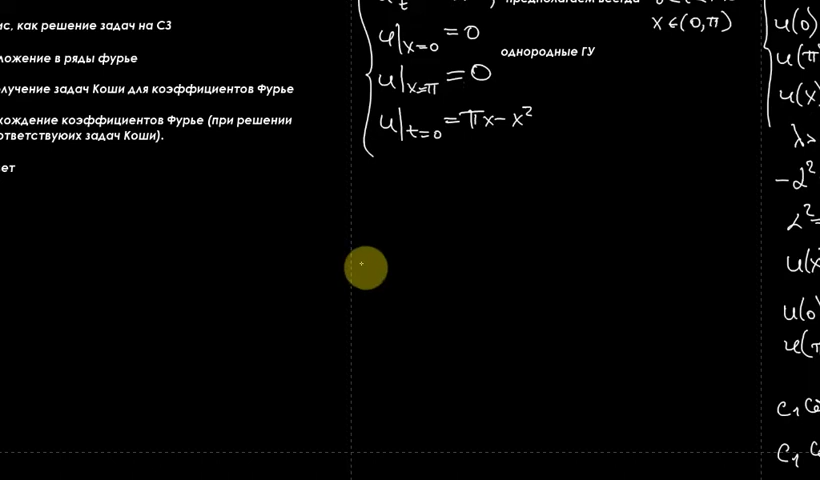 ис, как решение задач на СЗ
ложение в ряды фурье
лучение задач Коши для коэффициентов Фурье
хождение коэффициентов Фурье (при решении
ответствуюих задач Коши).
ет
предполагаем всегда
x ∈ (0, π)
u|x=0 = 0
однородные ГУ
u|x=π = 0
u|t=0 = πx - x²
u(0)
u(π
u(x)
λ>
-α²
α²=
u(x
u(0
u(π
C₁
C₁